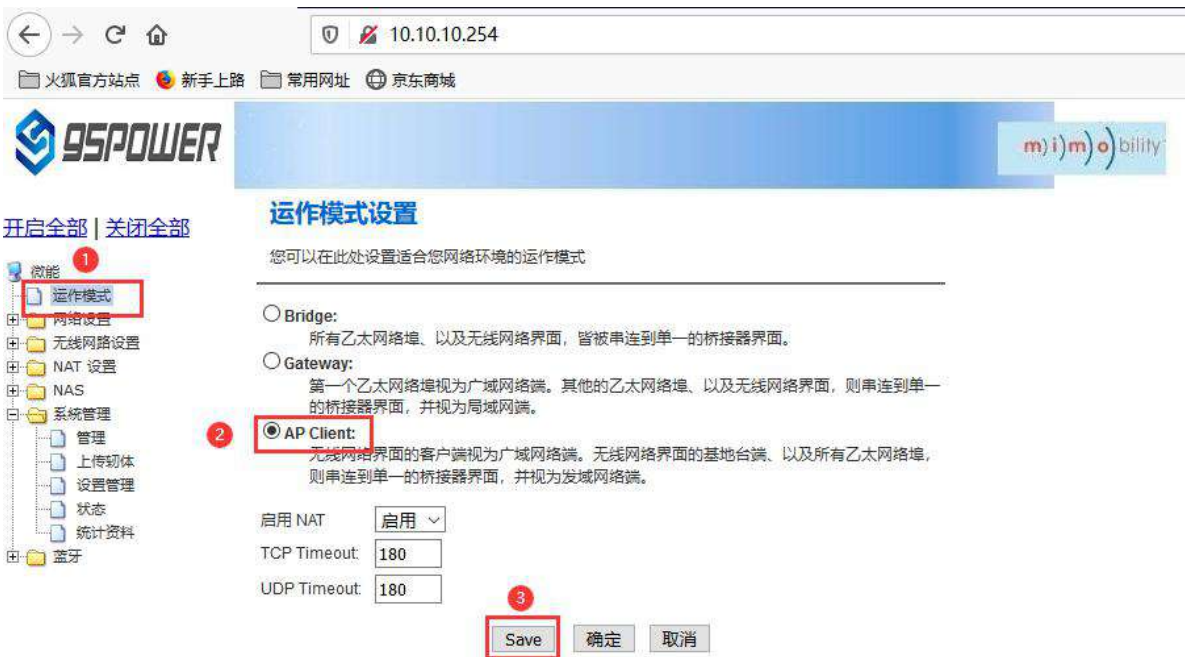 10.10.10.254
火狐官方站点 新手上路 常用网址 京东商城
95POWER
m)i)m)o)bility
开启全部 | 关闭全部
运作模式设置
您可以在此处设置适合您网络环境的运作模式
1
微能
运作模式
网络设置
无线网路设置
NAT 设置
NAS
系统管理
管理
上传轫体
设置管理
状态
统计资料
蓝牙
Bridge:
所有乙太网络埠、以及无线网络界面，皆被串连到单一的桥接器界面。
Gateway:
第一个乙太网络埠视为广域网络端。其他的乙太网络埠、以及无线网络界面，则串连到单一
的桥接器界面，并视为局域网端。
2
AP Client:
无线网络界面的客户端视为广域网络端。无线网络界面的基地台端、以及所有乙太网络埠，
则串连到单一的桥接器界面，并视为发域网络端。
启用 NAT 启用
TCP Timeout: 180
UDP Timeout: 180
3
Save 确定 取消